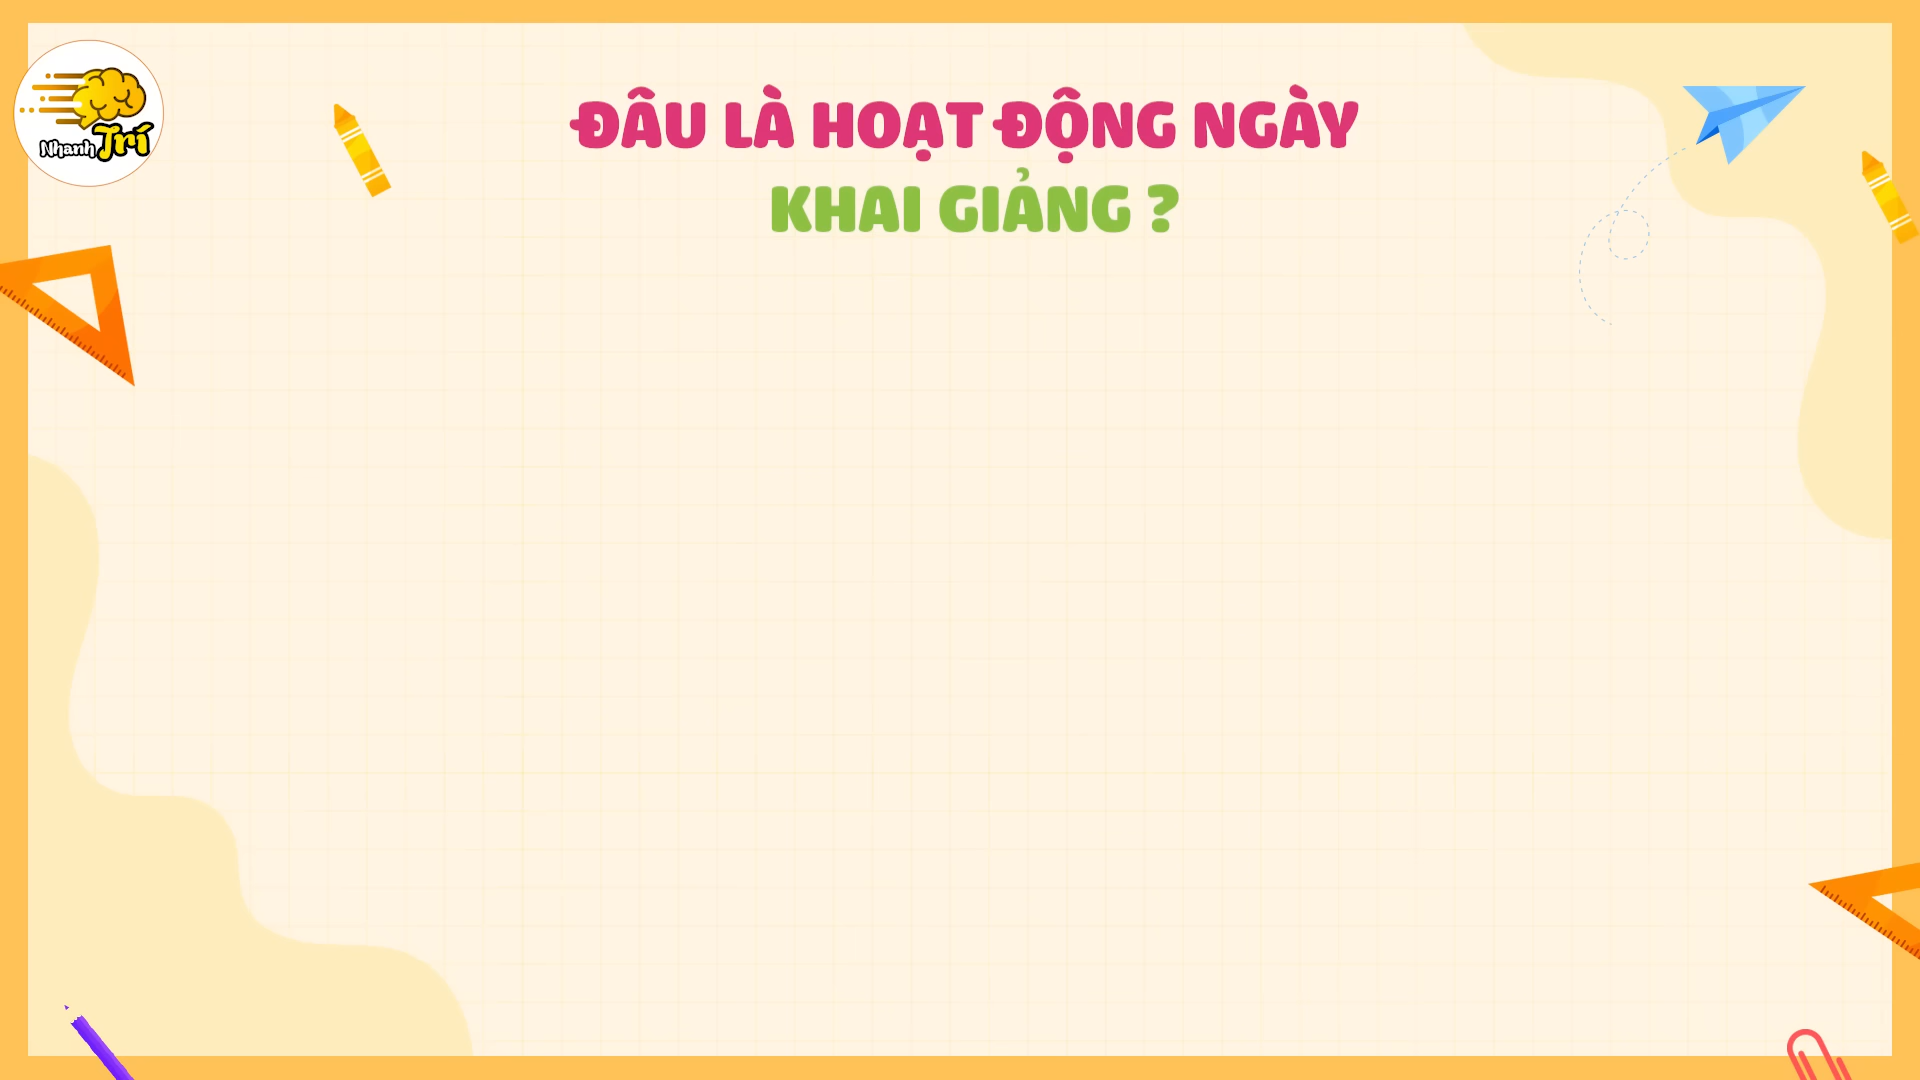 Nhanh Trí
ĐÂU LÀ HOẠT ĐỘNG NGÀY
KHAI GIẢNG ?